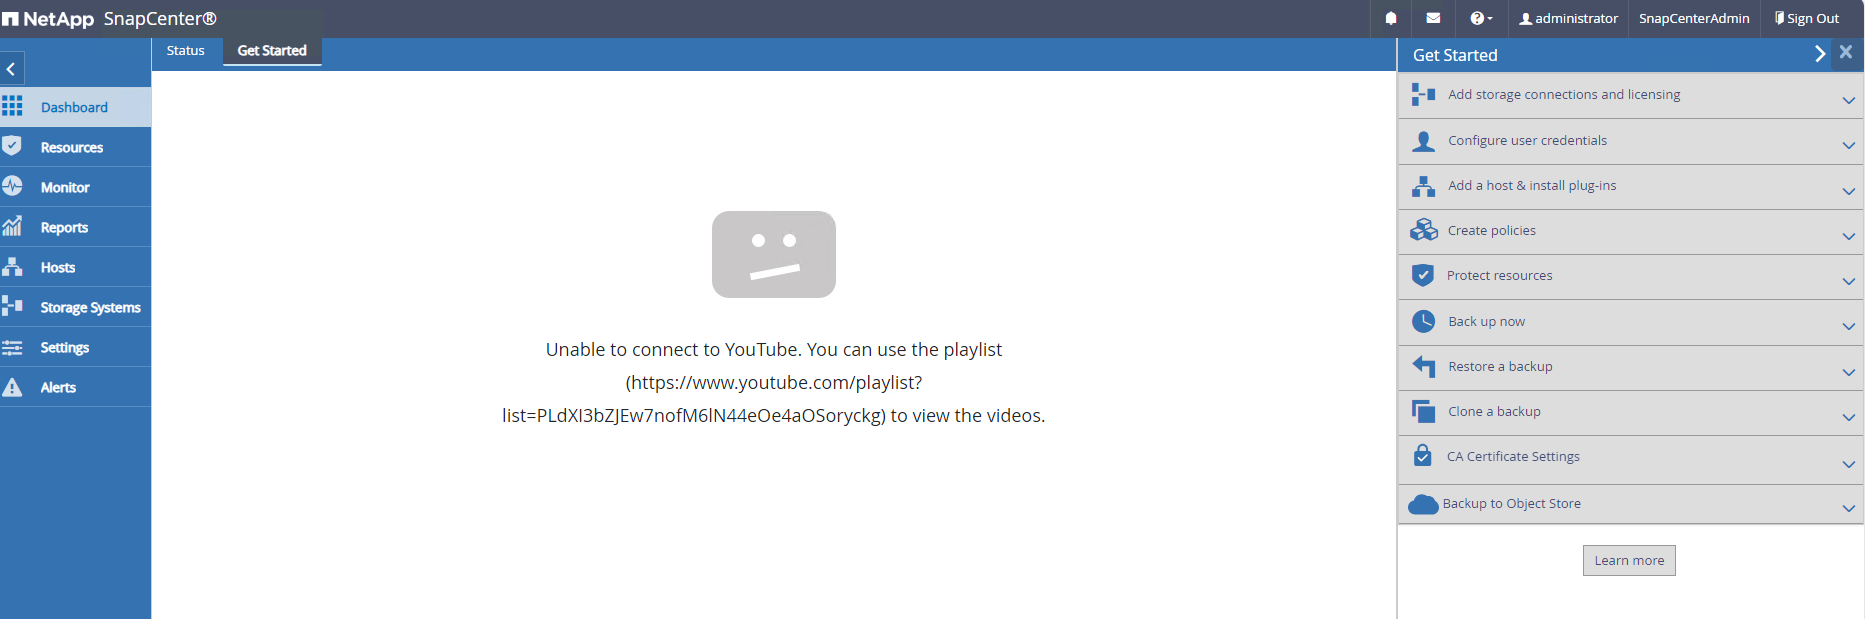 NetApp SnapCenter®
administrator
SnapCenterAdmin
Sign Out
Status
Get Started
Dashboard
Resources
Monitor
Reports
Hosts
Storage Systems
Settings
Alerts
Unable to connect to YouTube. You can use the playlist
(https://www.youtube.com/playlist?
list=PLdXI3bZJEw7nofM6lN44eOe4aOSoryckg) to view the videos.
Get Started
Add storage connections and licensing
Configure user credentials
Add a host & install plug-ins
Create policies
Protect resources
Back up now
Restore a backup
Clone a backup
CA Certificate Settings
Backup to Object Store
Learn more